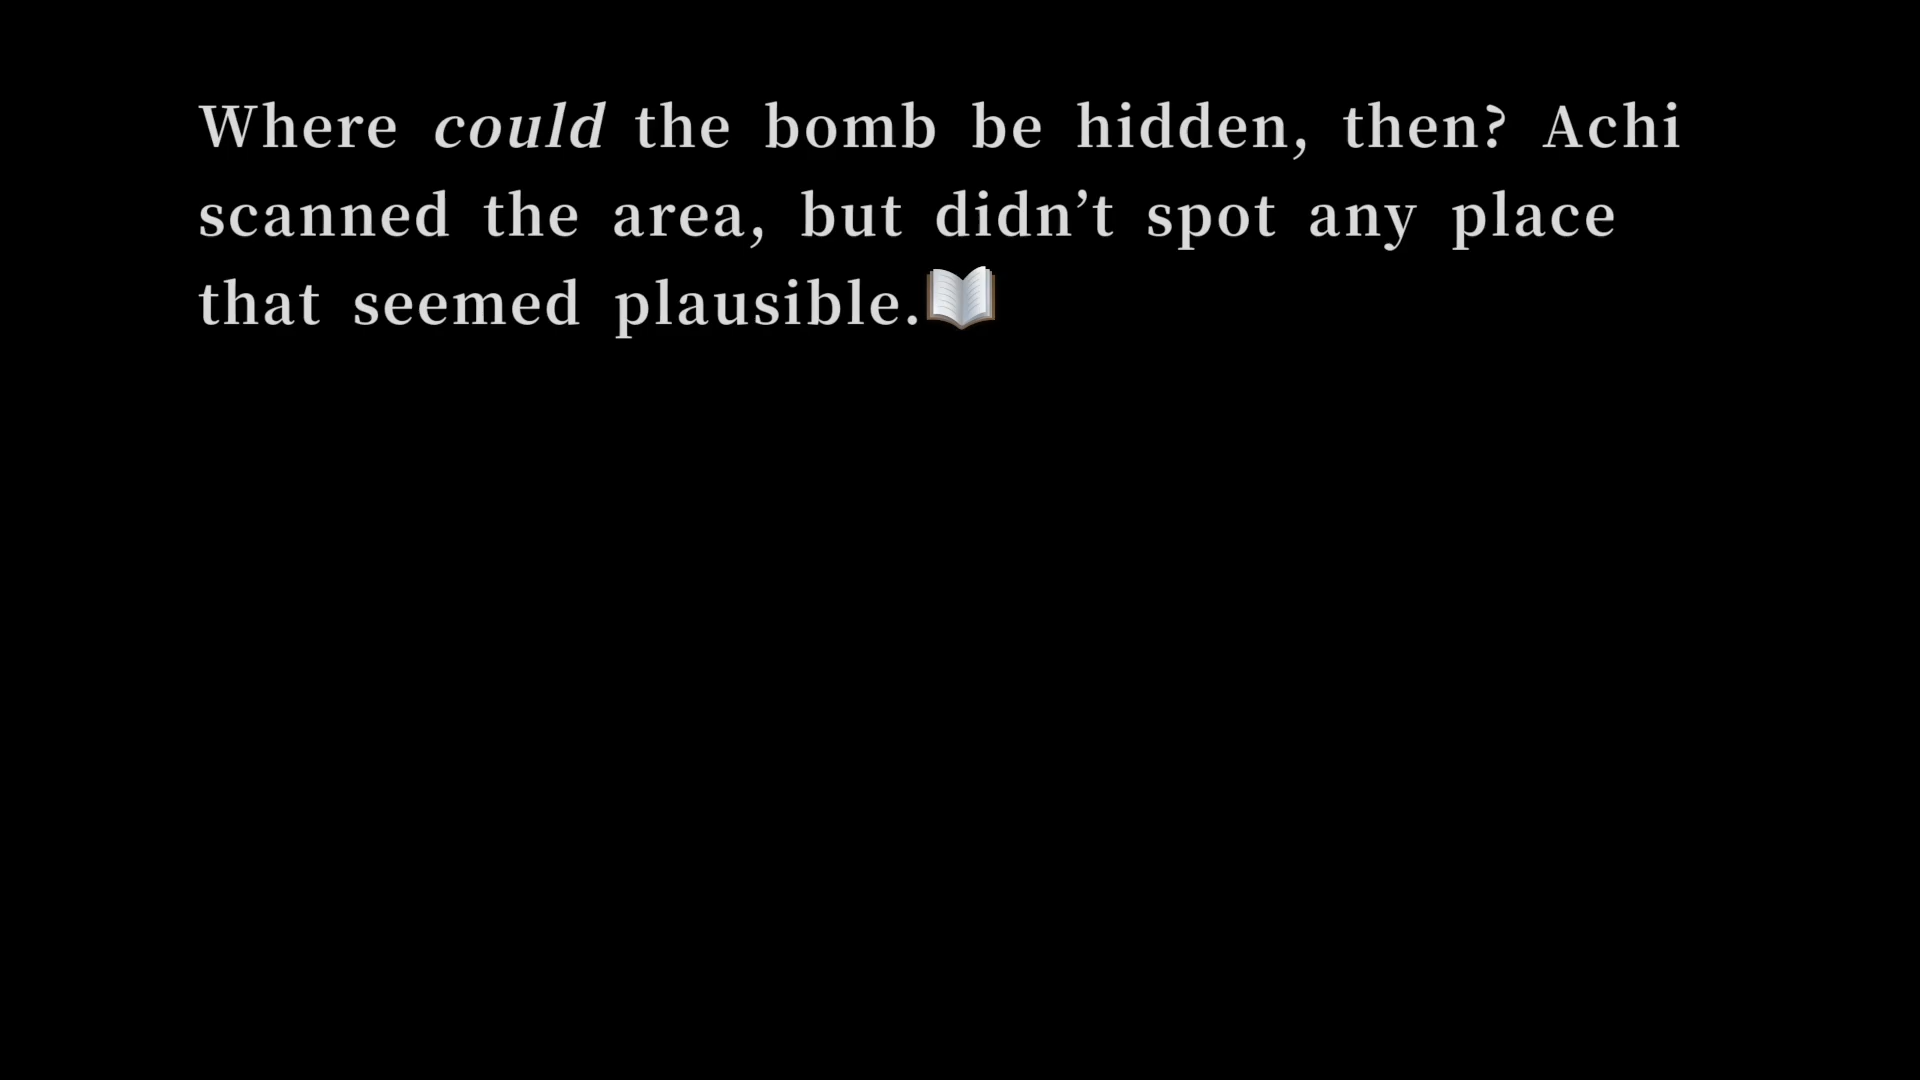 Where could the bomb be hidden, then? Achi
scanned the area, but didn’t spot any place
that seemed plausible.